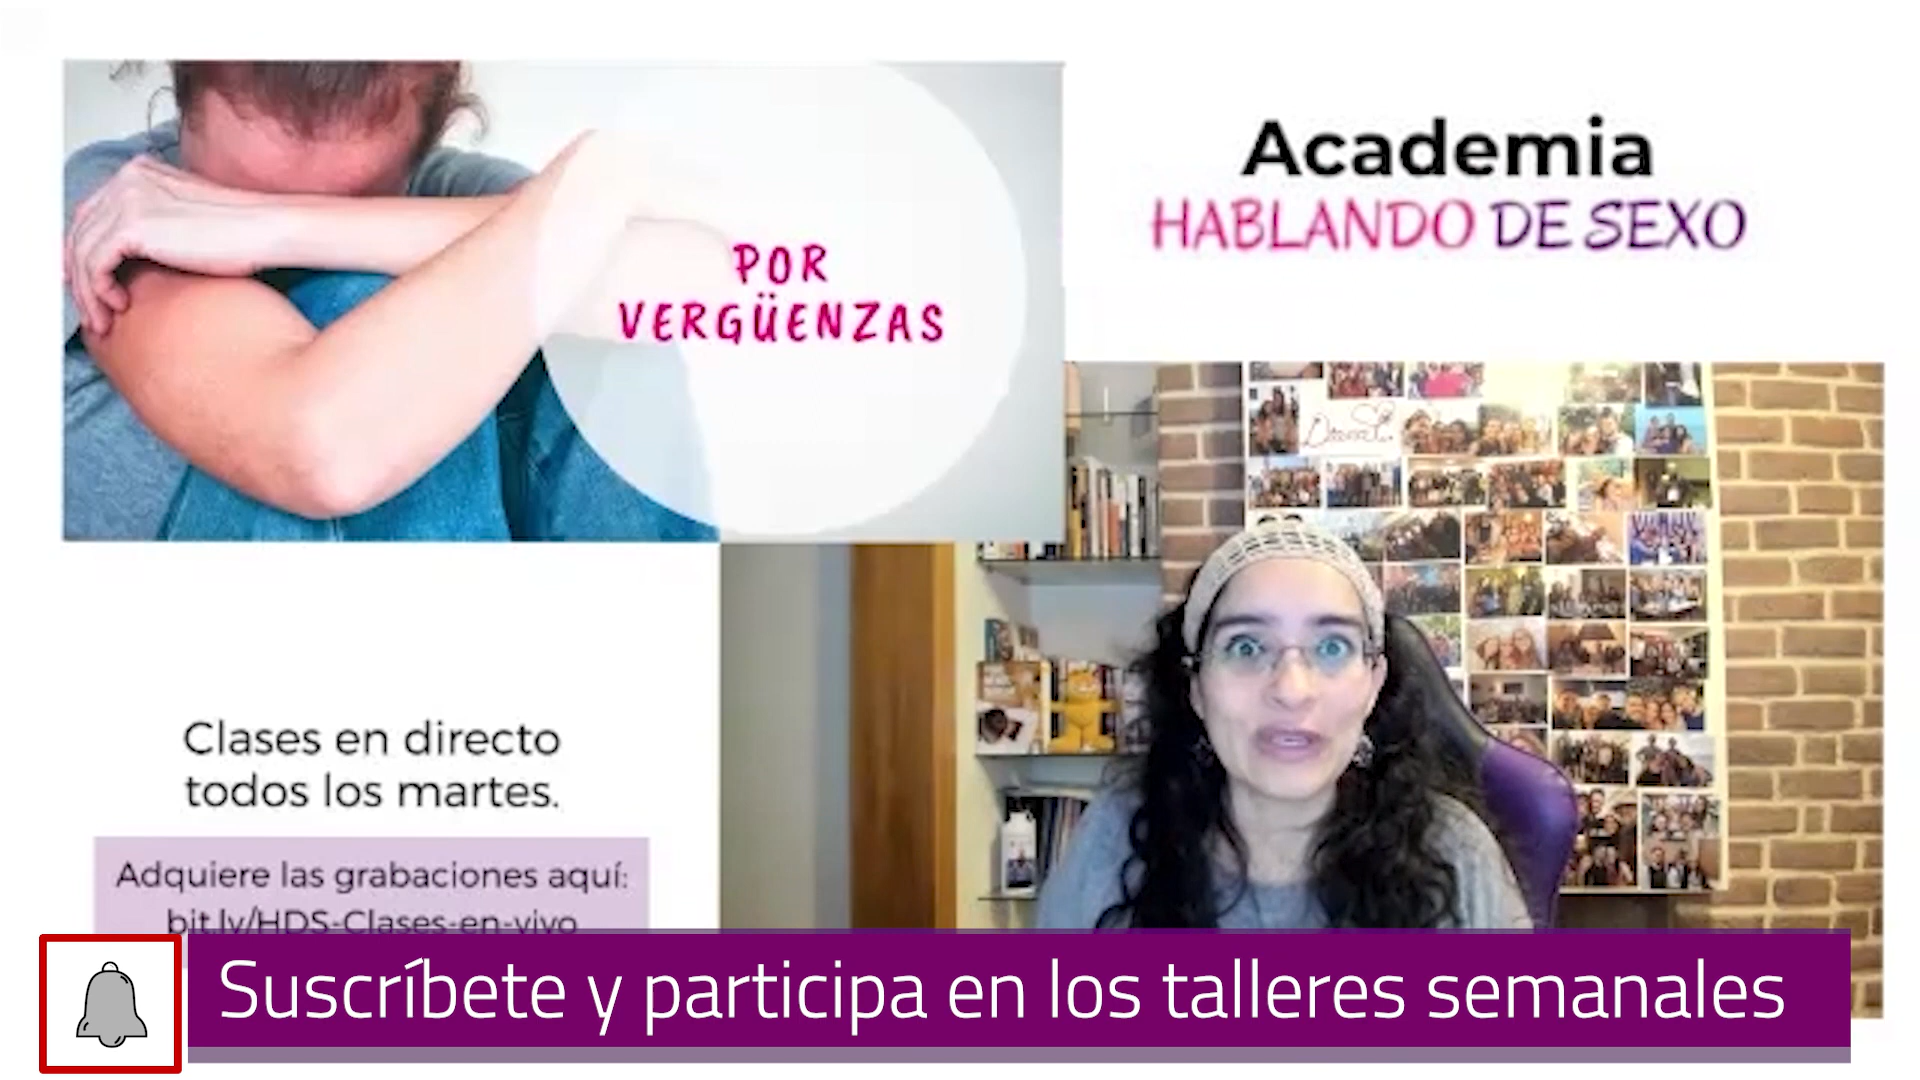 POR
VERGÜENZAS
Academia
HABLANDO DE SEXO
Clases en directo
todos los martes.
Adquiere las grabaciones aquí:
bit.ly/HDS-Clases-en-vivo
Suscríbete y participa en los talleres semanales